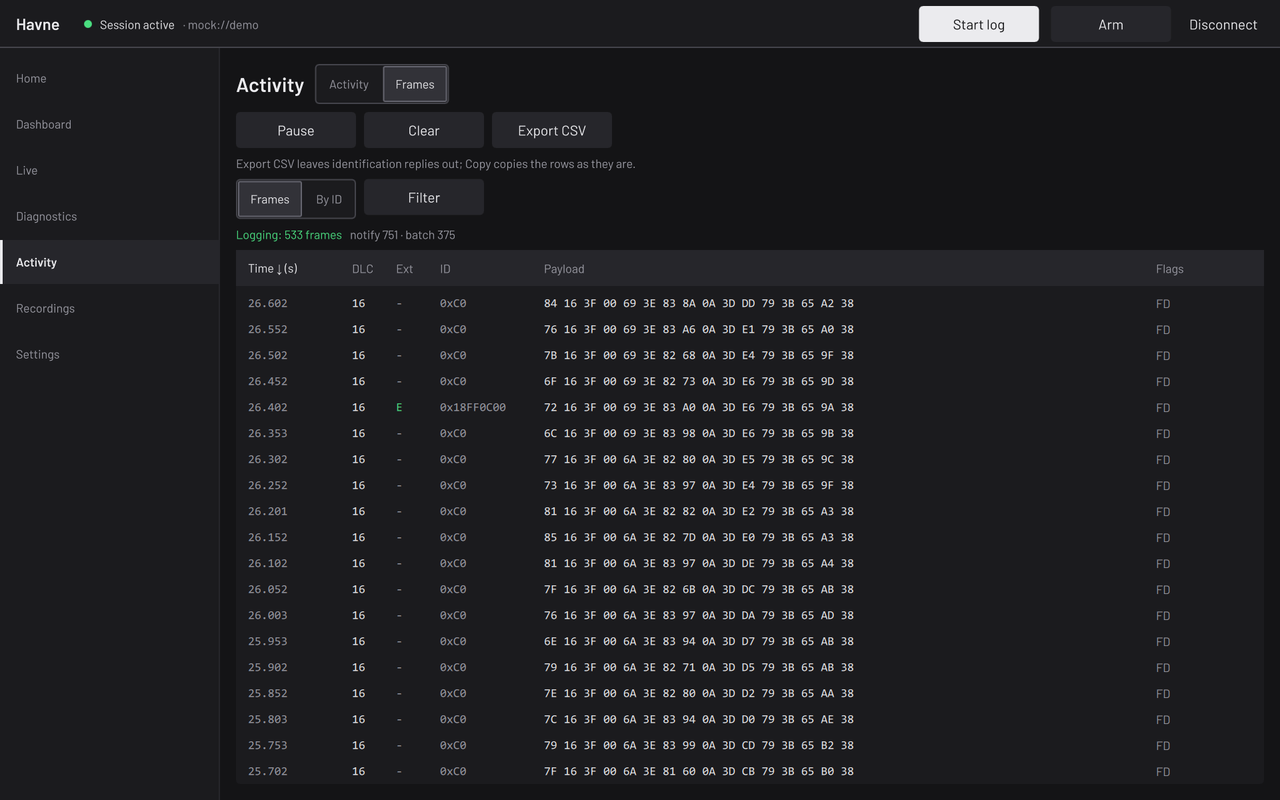 Havne Session active · mock://demo Start log Arm Disconnect
Home
Dashboard
Live
Diagnostics
Activity
Recordings
Settings
Activity Activity Frames
Pause Clear Export CSV
Export CSV leaves identification replies out; Copy copies the rows as they are.
Frames By ID Filter
Logging: 533 frames notify 751 · batch 375
Time ↓ (s) DLC Ext ID Payload Flags
26.602 16 - 0xC0 84 16 3F 00 69 3E 83 8A 0A 3D DD 79 3B 65 A2 38 FD
26.552 16 - 0xC0 76 16 3F 00 69 3E 83 A6 0A 3D E1 79 3B 65 A0 38 FD
26.502 16 - 0xC0 7B 16 3F 00 69 3E 82 68 0A 3D E4 79 3B 65 9F 38 FD
26.452 16 - 0xC0 6F 16 3F 00 69 3E 82 73 0A 3D E6 79 3B 65 9D 38 FD
26.402 16 E 0x18FF0C00 72 16 3F 00 69 3E 83 A0 0A 3D E6 79 3B 65 9A 38 FD
26.353 16 - 0xC0 6C 16 3F 00 69 3E 83 98 0A 3D E6 79 3B 65 9B 38 FD
26.302 16 - 0xC0 77 16 3F 00 6A 3E 82 80 0A 3D E5 79 3B 65 9C 38 FD
26.252 16 - 0xC0 73 16 3F 00 6A 3E 83 97 0A 3D E4 79 3B 65 9F 38 FD
26.201 16 - 0xC0 81 16 3F 00 6A 3E 82 82 0A 3D E2 79 3B 65 A3 38 FD
26.152 16 - 0xC0 85 16 3F 00 6A 3E 82 7D 0A 3D E0 79 3B 65 A3 38 FD
26.102 16 - 0xC0 81 16 3F 00 6A 3E 83 97 0A 3D DE 79 3B 65 A4 38 FD
26.052 16 - 0xC0 7F 16 3F 00 6A 3E 82 6B 0A 3D DC 79 3B 65 AB 38 FD
26.003 16 - 0xC0 76 16 3F 00 6A 3E 83 97 0A 3D DA 79 3B 65 AD 38 FD
25.953 16 - 0xC0 6E 16 3F 00 6A 3E 83 94 0A 3D D7 79 3B 65 AB 38 FD
25.902 16 - 0xC0 79 16 3F 00 6A 3E 82 71 0A 3D D5 79 3B 65 AB 38 FD
25.852 16 - 0xC0 7E 16 3F 00 6A 3E 82 80 0A 3D D2 79 3B 65 AA 38 FD
25.803 16 - 0xC0 7C 16 3F 00 6A 3E 83 94 0A 3D D0 79 3B 65 AE 38 FD
25.753 16 - 0xC0 79 16 3F 00 6A 3E 83 99 0A 3D CD 79 3B 65 B2 38 FD
25.702 16 - 0xC0 7F 16 3F 00 6A 3E 81 60 0A 3D CB 79 3B 65 B0 38 FD